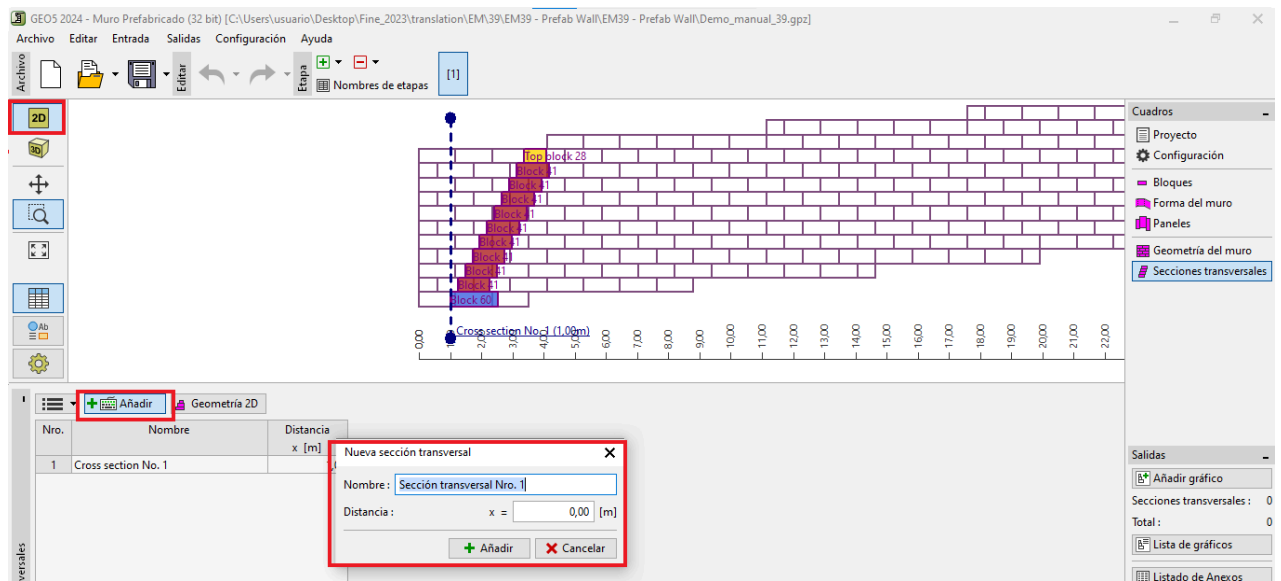 GEO5 2024 - Muro Prefabricado (32 bit) [C:\Users\usuario\Desktop\Fine_2023\translation\EM\39\EM39 - Prefab Wall\EM39 - Prefab Wall\Demo_manual_39.gpz]
Archivo Editar Entrada Salidas Configuración Ayuda
Archivo
Editar
Etapa
Nombres de etapas
[1]
2D
3D
Top block 28
Block 41
Block 41
Block 41
Block 41
Block 41
Block 41
Block 41
Block 41
Block 41
Block 60
Cross section No. 1 (1,00m)
0,00 2,00 3,00 4,00 5,00 6,00 7,00 8,00 9,00 10,00 11,00 12,00 13,00 14,00 15,00 16,00 17,00 18,00 19,00 20,00 21,00 22,00
Ab
Cuadros
Proyecto
Configuración
Bloques
Forma del muro
Paneles
Geometría del muro
Secciones transversales
Añadir Geometría 2D
Nro. Nombre Distancia
x [m]
1 Cross section No. 1
Nueva sección transversal
Nombre : Sección transversal Nro. 1
Distancia : x = 0,00 [m]
Añadir Cancelar
versales
Salidas
Añadir gráfico
Secciones transversales : 0
Total : 0
Lista de gráficos
Listado de Anexos